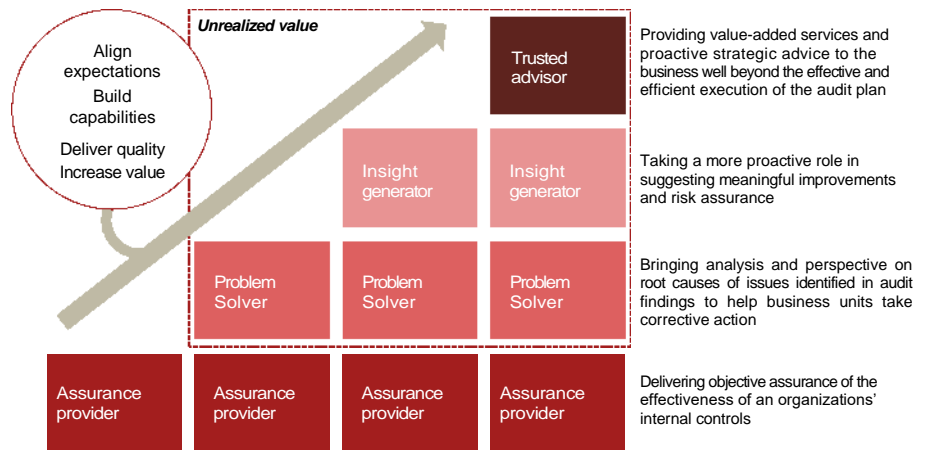 Unrealized value
Align
expectations
Build
capabilities
Deliver quality
Increase value
Trusted
advisor
Providing value-added services and
proactive strategic advice to the
business well beyond the effective and
efficient execution of the audit plan
Insight
generator
Insight
generator
Taking a more proactive role in
suggesting meaningful improvements
and risk assurance
Problem
Solver
Problem
Solver
Problem
Solver
Bringing analysis and perspective on
root causes of issues identified in audit
findings to help business units take
corrective action
Assurance
provider
Assurance
provider
Assurance
provider
Assurance
provider
Delivering objective assurance of the
effectiveness of an organizations'
internal controls